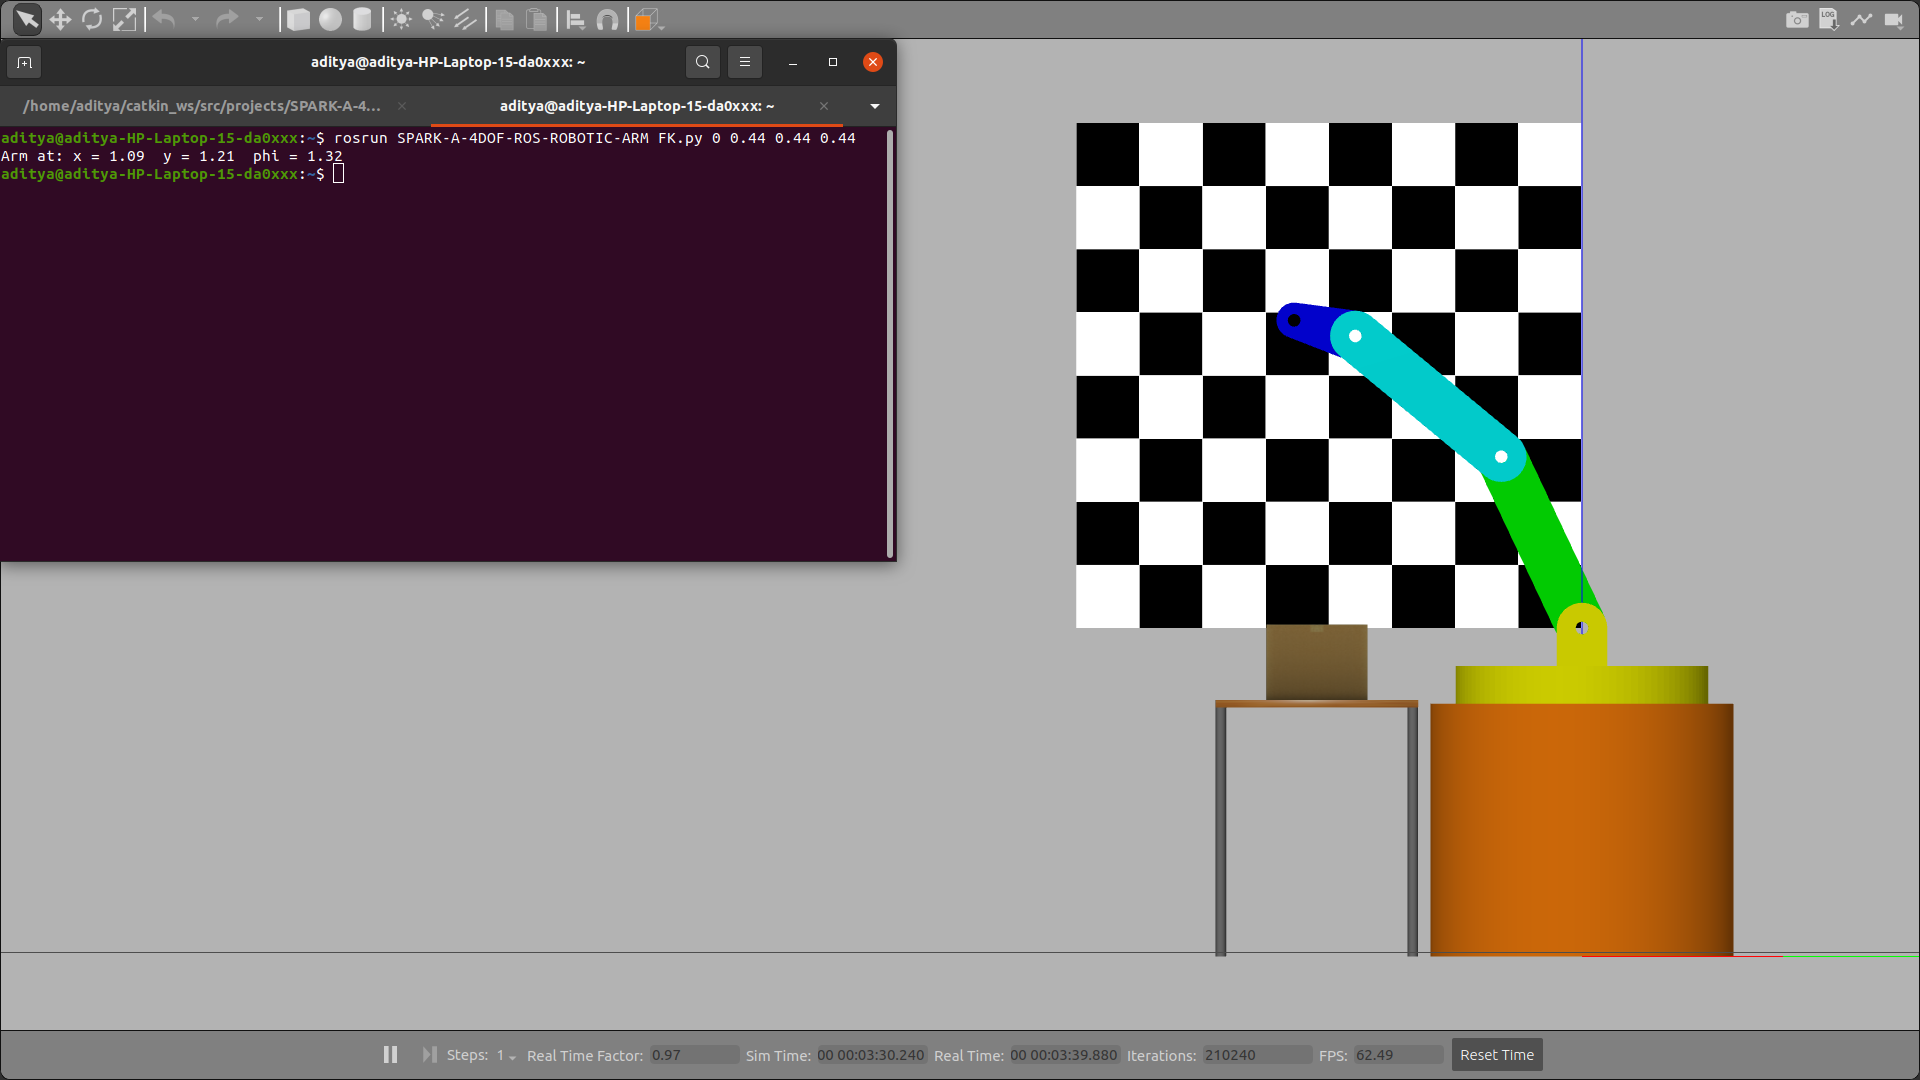 LOG
aditya@aditya-HP-Laptop-15-da0xxx: ~
/home/aditya/catkin_ws/src/projects/SPARK-A-4...
aditya@aditya-HP-Laptop-15-da0xxx: ~
aditya@aditya-HP-Laptop-15-da0xxx:~$ rosrun SPARK-A-4DOF-ROS-ROBOTIC-ARM FK.py 0 0.44 0.44 0.44
Arm at: x = 1.09  y = 1.21  phi = 1.32
aditya@aditya-HP-Laptop-15-da0xxx:~$
Steps: 1 Real Time Factor: 0.97 Sim Time: 00 00:03:30.240 Real Time: 00 00:03:39.880 Iterations: 210240 FPS: 62.49 Reset Time